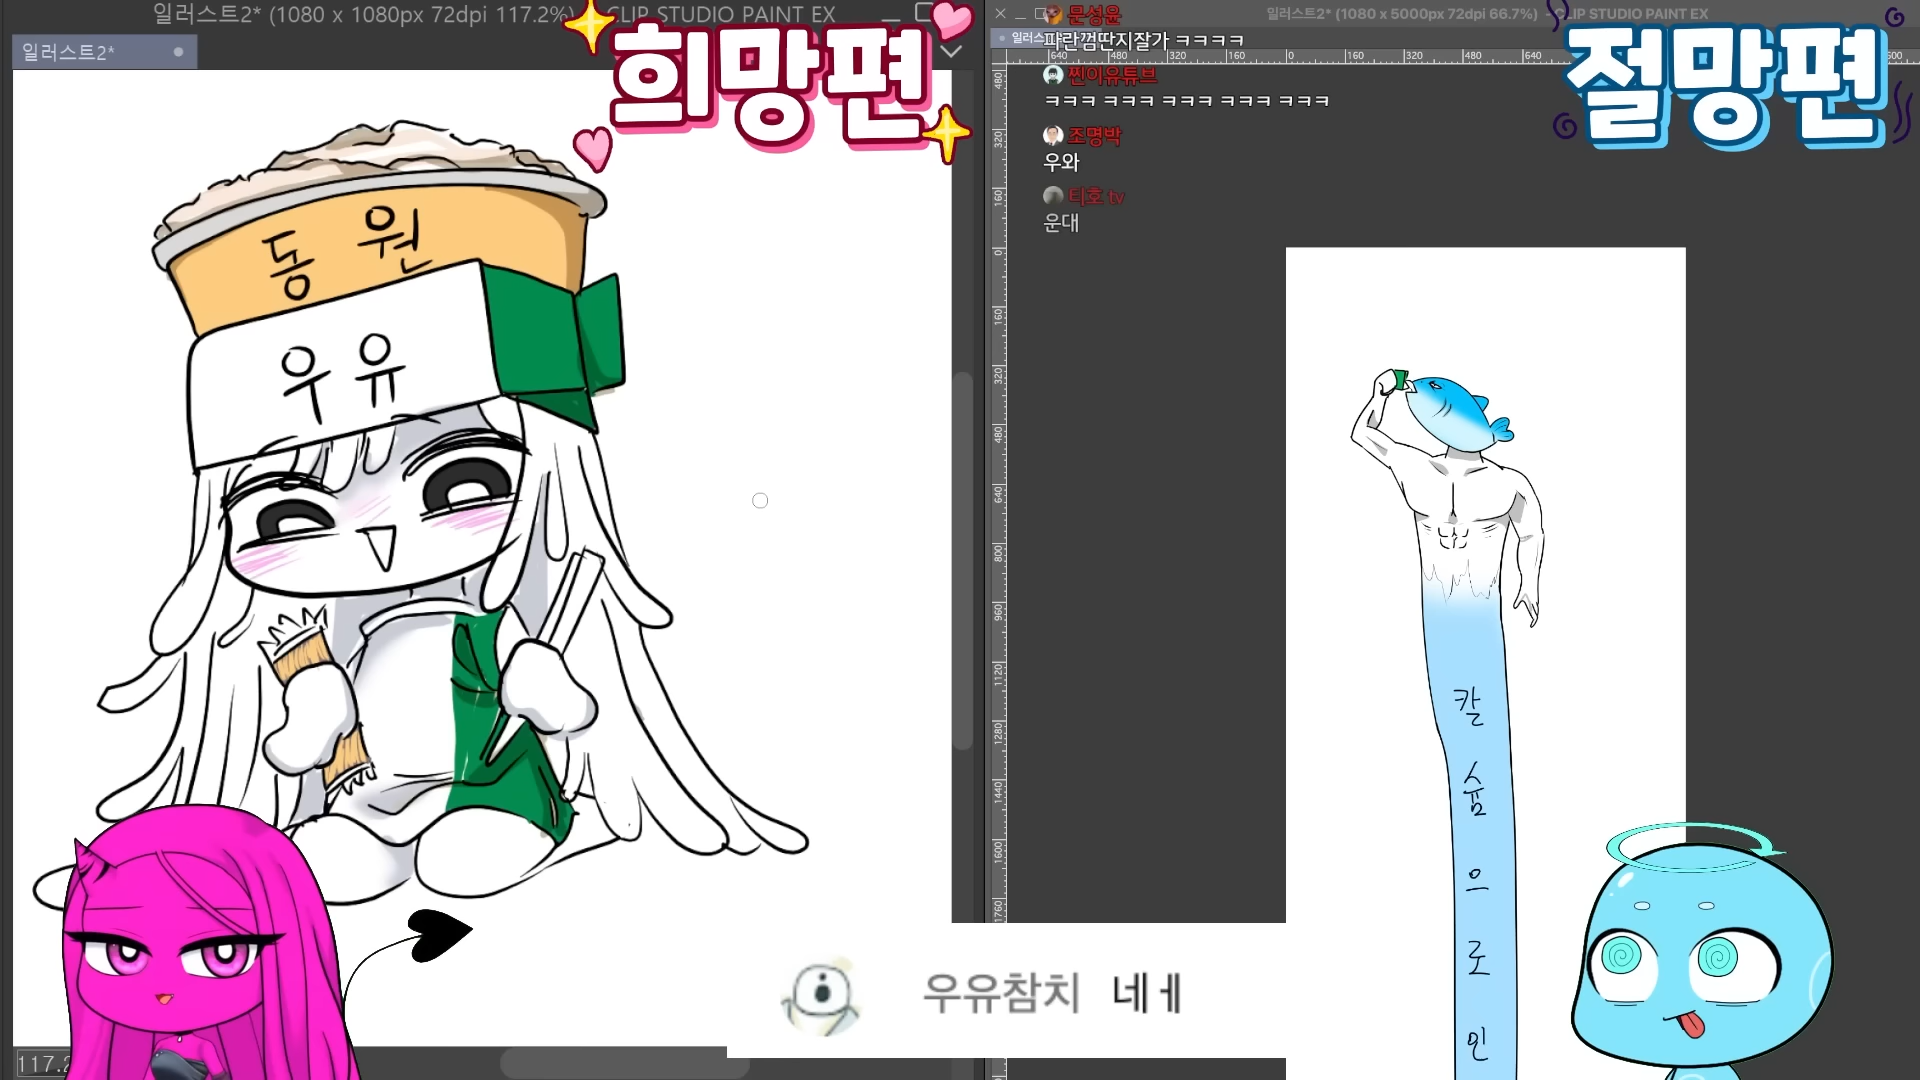 일러스트2* (1080 x 1080px 72dpi 117.2%) - CLIP STUDIO PAINT EX
일러스트2*
희망편
동원
우유
117.2
일러스트2* (1080 x 5000px 72dpi 66.7%) - CLIP STUDIO PAINT EX
절망편
문성윤
파란껌딴지잘가 ㅋㅋㅋㅋ
찐이유튜브
ㅋㅋㅋ ㅋㅋㅋ ㅋㅋㅋ ㅋㅋㅋ ㅋㅋㅋ
조명박
우와
티호 tv
운대
칼
슘
으
로
인
우유참치 네ㅔ